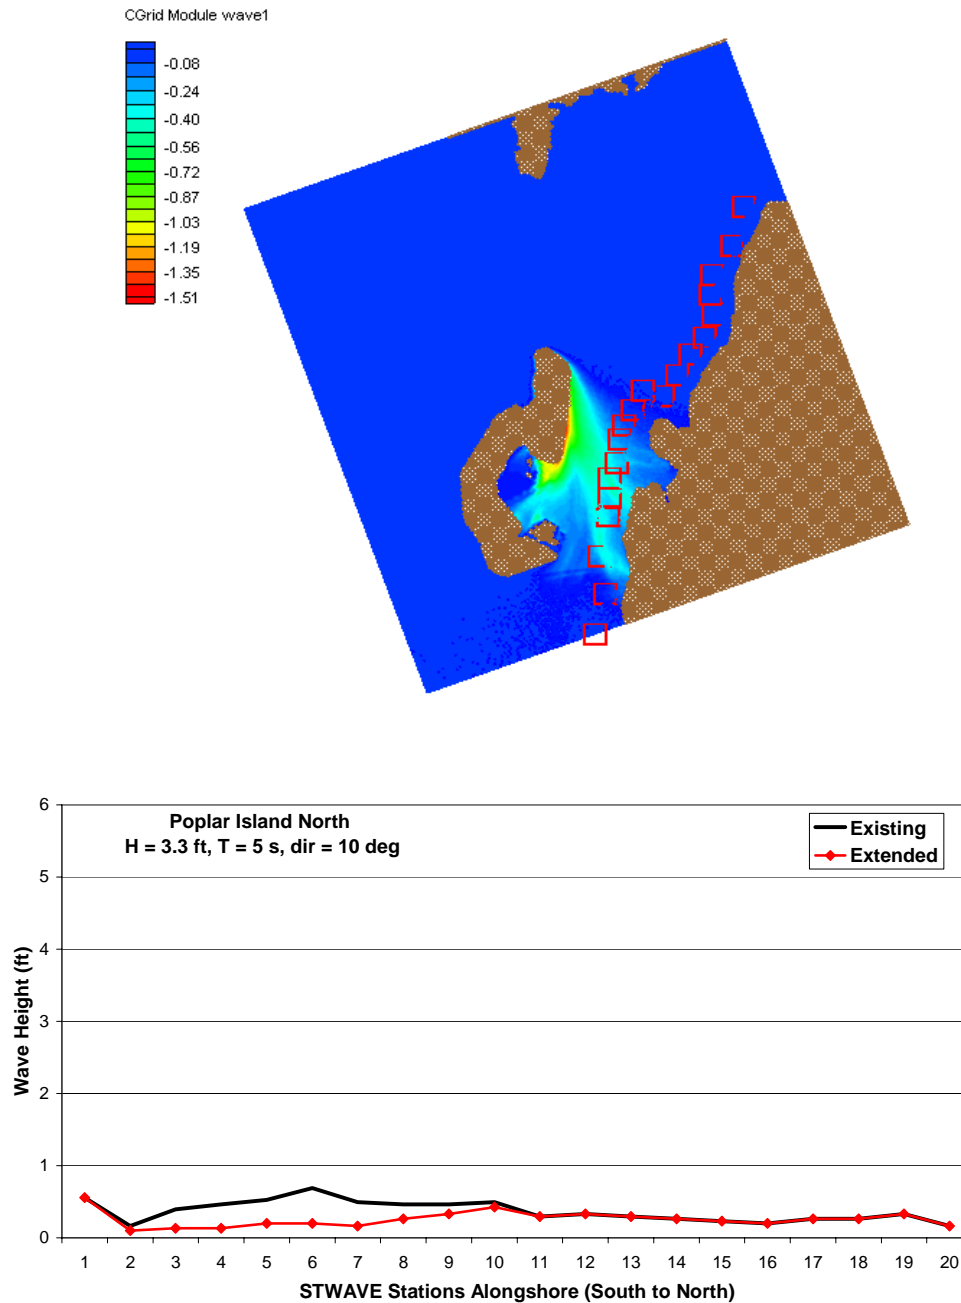 CGrid Module wave1
-0.08
-0.24
-0.40
-0.56
-0.72
-0.87
-1.03
-1.19
-1.35
-1.51
Poplar Island North
H = 3.3 ft, T = 5 s, dir = 10 deg
Existing
Extended
6
5
4
3
2
1
0
Wave Height (ft)
1 2 3 4 5 6 7 8 9 10 11 12 13 14 15 16 17 18 19 20
STWAVE Stations Alongshore (South to North)